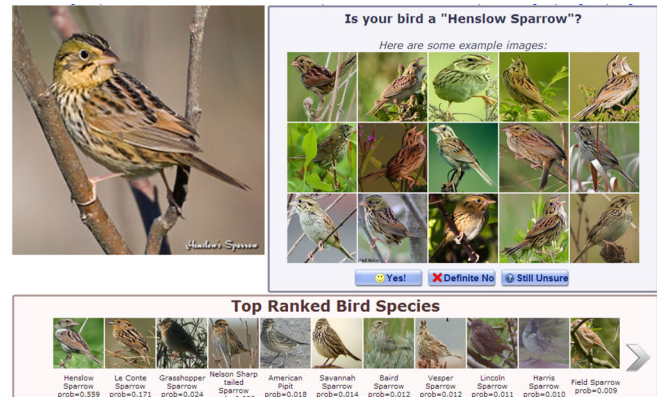 Henslow's Sparrow
Is your bird a "Henslow Sparrow"?
Here are some example images:
Yes!
Definite No
Still Unsure
Top Ranked Bird Species
Henslow
Sparrow
prob=0.559
Le Conte
Sparrow
prob=0.171
Grasshopper
Sparrow
prob=0.024
Nelson Sharp
tailed
Sparrow
American
Pipit
prob=0.018
Savannah
Sparrow
prob=0.014
Baird
Sparrow
prob=0.012
Vesper
Sparrow
prob=0.012
Lincoln
Sparrow
prob=0.011
Harris
Sparrow
prob=0.010
Field Sparrow
prob=0.009